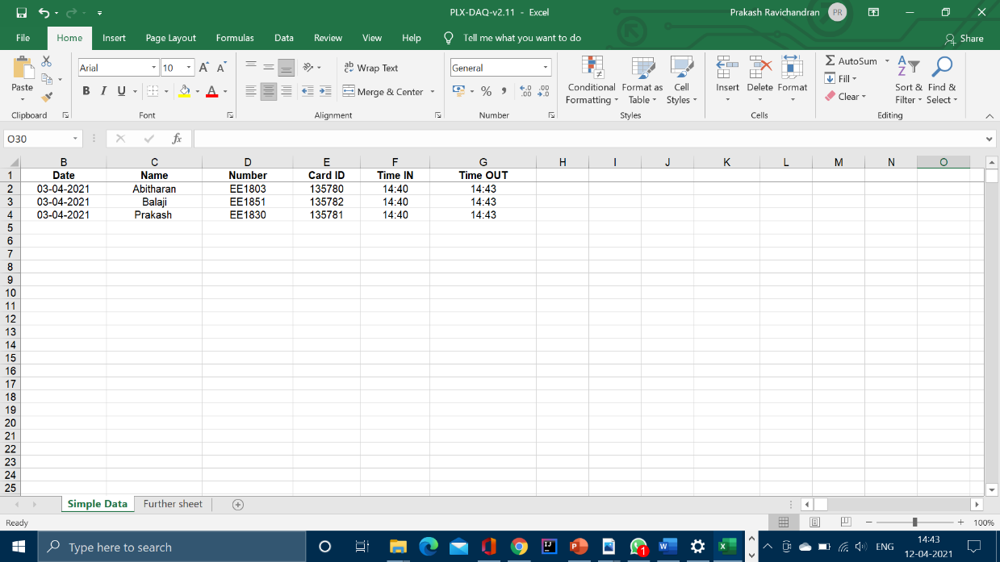 PLX-DAQ-v2.11 - Excel
Prakash Ravichandran PR
File Home Insert Page Layout Formulas Data Review View Help Tell me what you want to do Share
Paste
Clipboard
Arial 10 A A
B I U A
Font
ab Wrap Text
Merge & Center
Alignment
General
% , .0 .00 .00 .0
Number
Conditional Formatting Format as Table Cell Styles
Styles
Insert Delete Format
Cells
AutoSum
Fill
Clear
Sort & Filter Find & Select
Editing
O30 fx
B C D E F G H I J K L M N O
1 Date Name Number Card ID Time IN Time OUT
2 03-04-2021 Abitharan EE1803 135780 14:40 14:43
3 03-04-2021 Balaji EE1851 135782 14:40 14:43
4 03-04-2021 Prakash EE1830 135781 14:40 14:43
5
6
7
8
9
10
11
12
13
14
15
16
17
18
19
20
21
22
23
24
25
Simple Data Further sheet
Ready 100%
Type here to search
1
ENG
14:43
12-04-2021